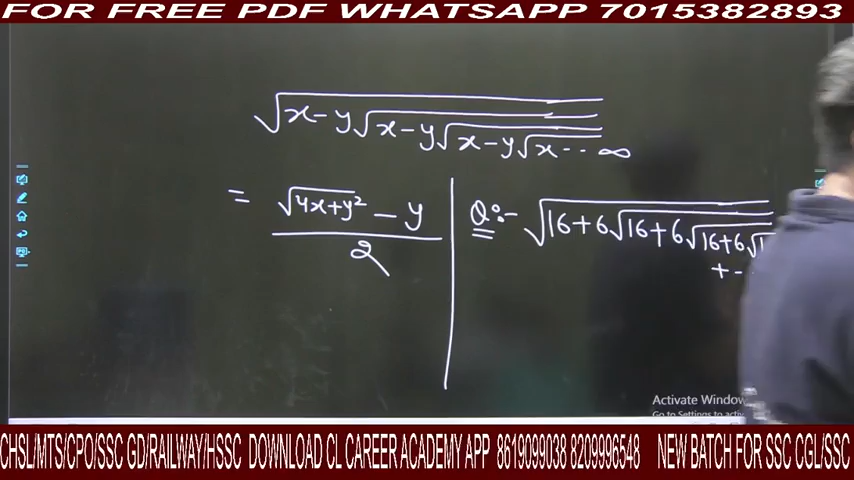 FOR FREE PDF WHATSAPP 7015382893
√(x-y√(x-y√(x-y√x--∞
= (√(4x+y²) - y)/2
Q:- √(16+6√(16+6√(16+6√1
+-
Activate Window
Go to Settings to activ
CHSL/MTS/CPO/SSC GD/RAILWAY/HSSC DOWNLOAD CL CAREER ACADEMY APP 8619099038 8209996548 NEW BATCH FOR SSC CGL/SSC